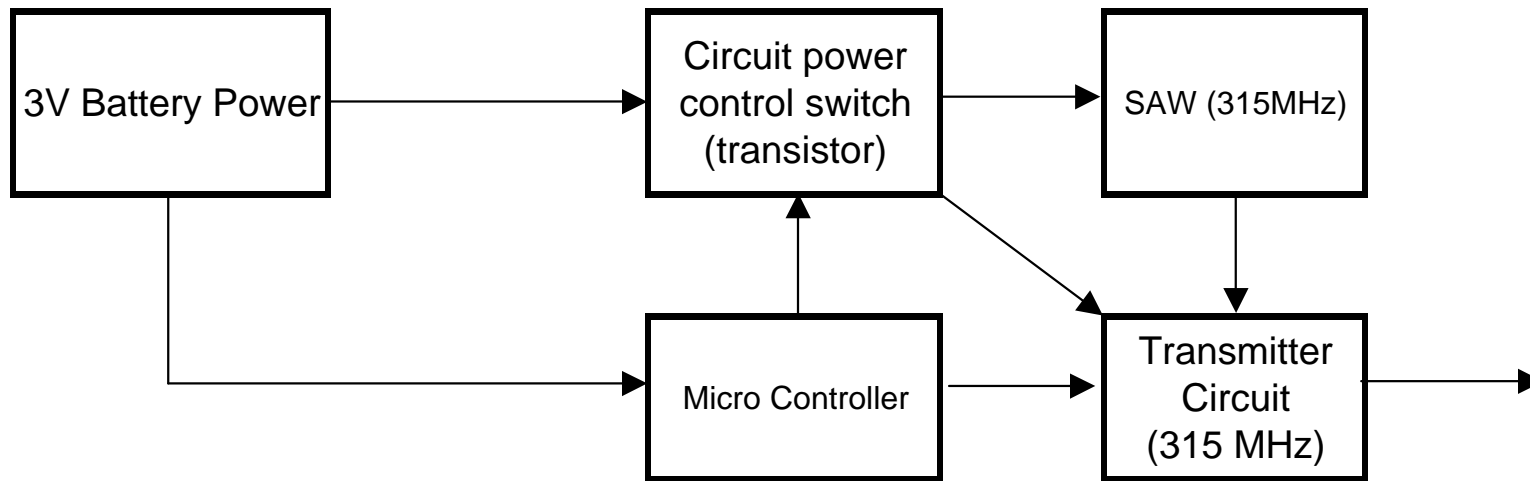 3V Battery Power
Circuit power
control switch
(transistor)
SAW (315MHz)
Micro Controller
Transmitter
Circuit
(315 MHz)